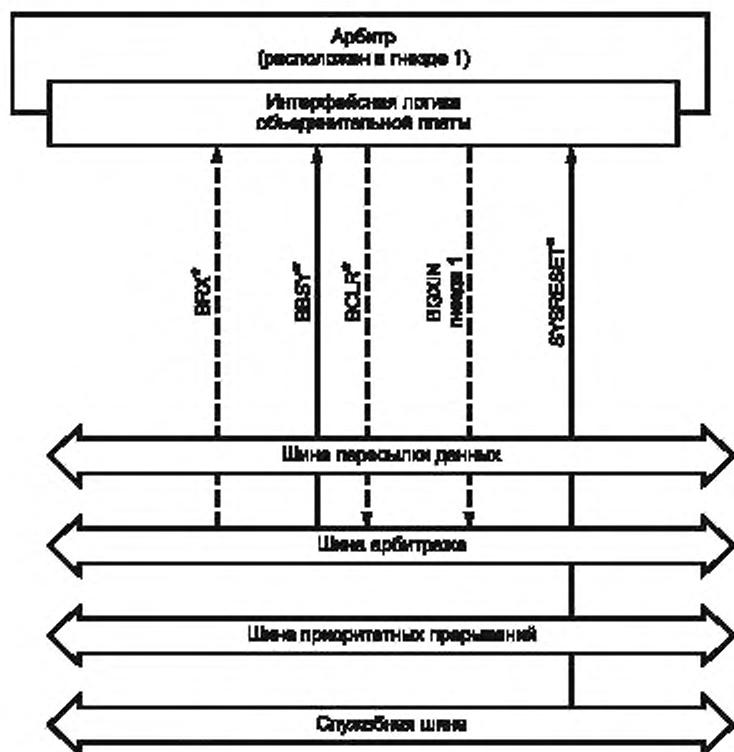 Арбитр
(расположен в гнезде 1)
Интерфейсная логика
объединительной платы
BRX*
BBSY*
BCLR*
BGXIN
гнезда 1
SYSRESET*
Шина пересылки данных
Шина арбитража
Шина приоритетных прерываний
Служебная шина